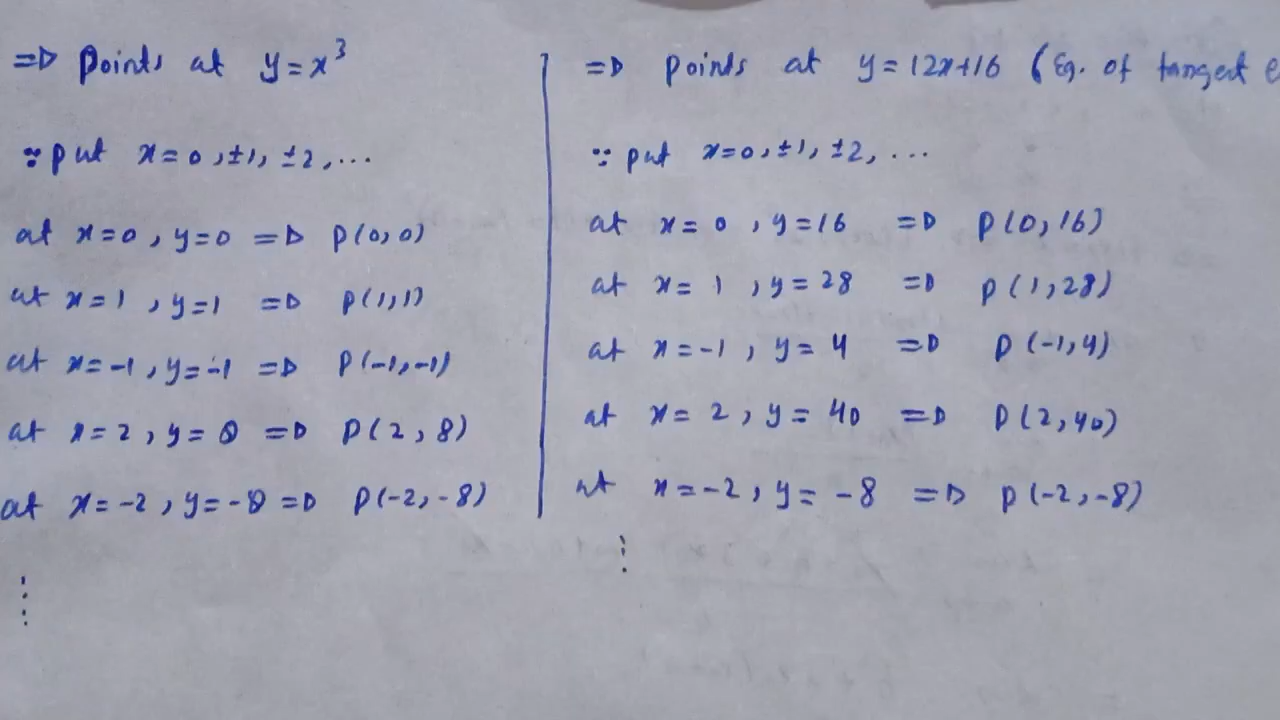 => Points at y = x³
∵ put x = 0, ±1, ±2, ...
at x = 0, y = 0 => P(0, 0)
at x = 1, y = 1 => P(1, 1)
at x = -1, y = -1 => P(-1, -1)
at x = 2, y = 8 => P(2, 8)
at x = -2, y = -8 => P(-2, -8)
⋮
=> Points at y = 12x+16 (Eq. of tangent
∵ put x = 0, ±1, ±2, ...
at x = 0, y = 16 => P(0, 16)
at x = 1, y = 28 => P(1, 28)
at x = -1, y = 4 => P(-1, 4)
at x = 2, y = 40 => P(2, 40)
at x = -2, y = -8 => P(-2, -8)
⋮